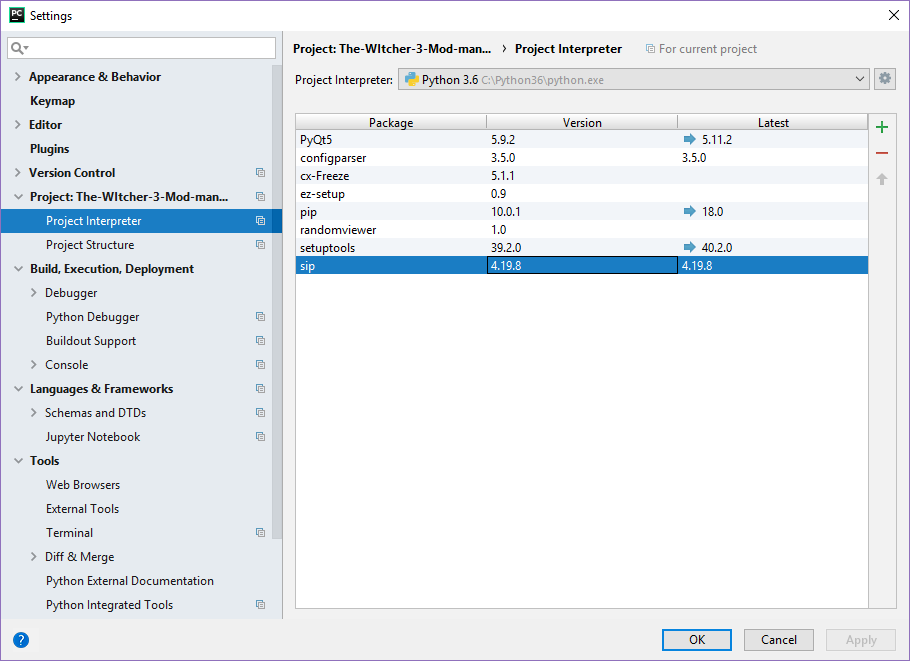 PC Settings
Project: The-WItcher-3-Mod-man... › Project Interpreter For current project
Project Interpreter: Python 3.6 C:\Python36\python.exe
Appearance & Behavior
Keymap
Editor
Plugins
Version Control
Project: The-WItcher-3-Mod-man...
Project Interpreter
Project Structure
Build, Execution, Deployment
Debugger
Python Debugger
Buildout Support
Console
Languages & Frameworks
Schemas and DTDs
Jupyter Notebook
Tools
Web Browsers
External Tools
Terminal
Diff & Merge
Python External Documentation
Python Integrated Tools
Package Version Latest
PyQt5 5.9.2 5.11.2
configparser 3.5.0 3.5.0
cx-Freeze 5.1.1
ez-setup 0.9
pip 10.0.1 18.0
randomviewer 1.0
setuptools 39.2.0 40.2.0
sip 4.19.8 4.19.8
? OK Cancel Apply